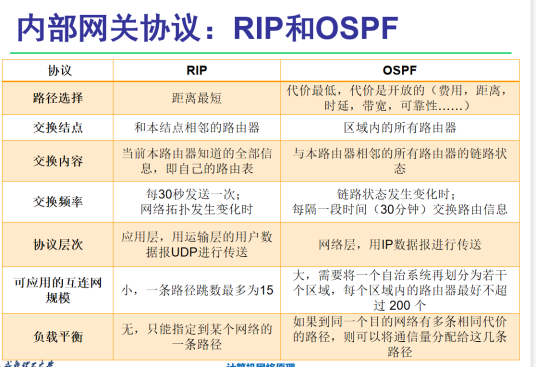 内部网关协议：RIP和OSPF
协议
RIP
OSPF
路径选择
距离最短
代价最低，代价是开放的（费用，距离，
时延，带宽，可靠性……）
交换结点
和本结点相邻的路由器
区域内的所有路由器
交换内容
当前本路由器知道的全部信
息，即自己的路由表
与本路由器相邻的所有路由器的链路状
态
交换频率
每30秒发送一次；
网络拓扑发生变化时
链路状态发生变化时；
每隔一段时间（30分钟）交换路由信息
协议层次
应用层，用运输层的用户数
据报UDP进行传送
网络层，用IP数据报进行传送
可应用的互连网
规模
小，一条路径跳数最多为15
大，需要将一个自治系统再划分为若干
个区域，每个区域内的路由器最好不超
过 200 个
负载平衡
无，只能指定到某个网络的
一条路径
如果到同一个目的网络有多条相同代价
的路径，则可以将通信量分配给这几条
路径
计算机网络原理